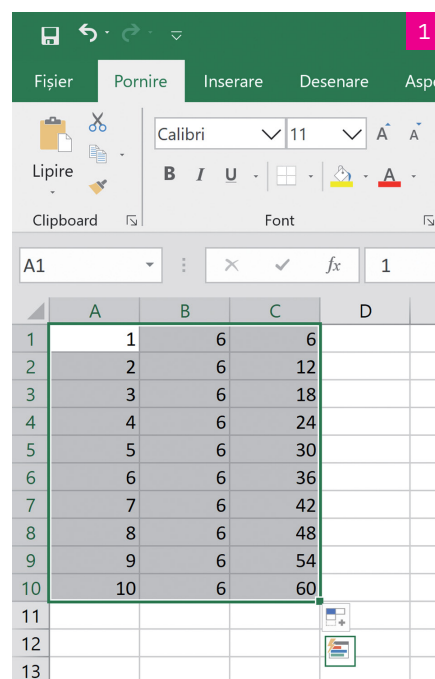 1
Fișier Pornire Inserare Desenare Aspe
Calibri 11 A A
Lipire B I U A
Clipboard Font
A1 fx 1
A B C D
1 1 6 6
2 2 6 12
3 3 6 18
4 4 6 24
5 5 6 30
6 6 6 36
7 7 6 42
8 8 6 48
9 9 6 54
10 10 6 60
11
12
13